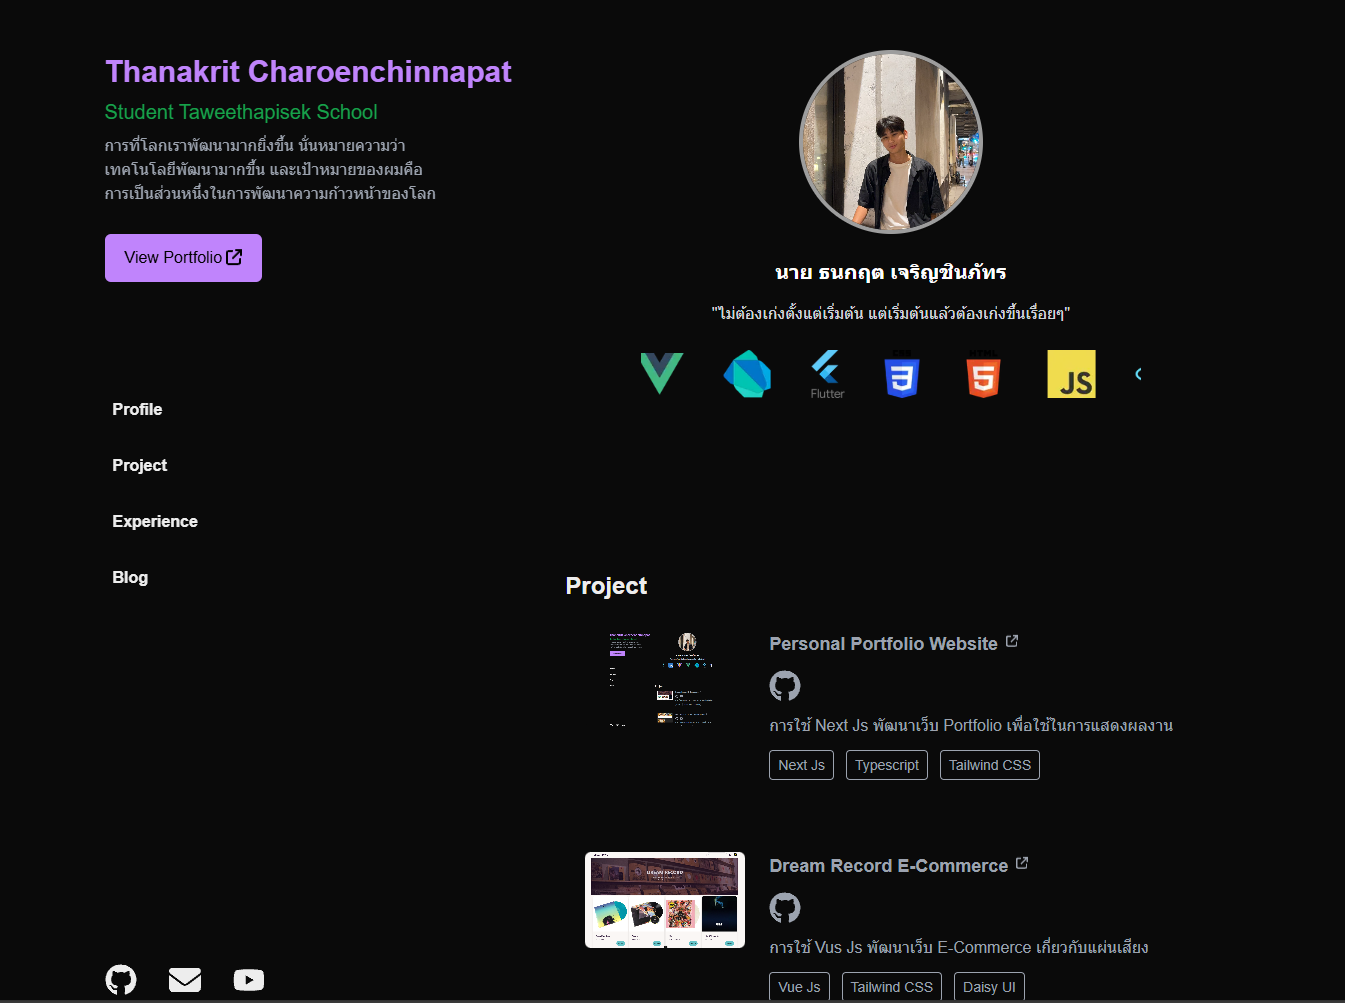 Thanakrit Charoenchinnapat
Student Taweethapisek School
การที่โลกเราพัฒนามากยิ่งขึ้น นั่นหมายความว่า
เทคโนโลยีพัฒนามากขึ้น และเป้าหมายของผมคือ
การเป็นส่วนหนึ่งในการพัฒนาความก้าวหน้าของโลก
View Portfolio
Profile
Project
Experience
Blog
นาย ธนกฤต เจริญชินภัทร
"ไม่ต้องเก่งตั้งแต่เริ่มต้น แต่เริ่มต้นแล้วต้องเก่งขึ้นเรื่อยๆ"
Flutter
JS
Project
Personal Portfolio Website
การใช้ Next Js พัฒนาเว็บ Portfolio เพื่อใช้ในการแสดงผลงาน
Next Js Typescript Tailwind CSS
DREAM RECORD
Dream Record E-Commerce
การใช้ Vus Js พัฒนาเว็บ E-Commerce เกี่ยวกับแผ่นเสียง
Vue Js Tailwind CSS Daisy UI